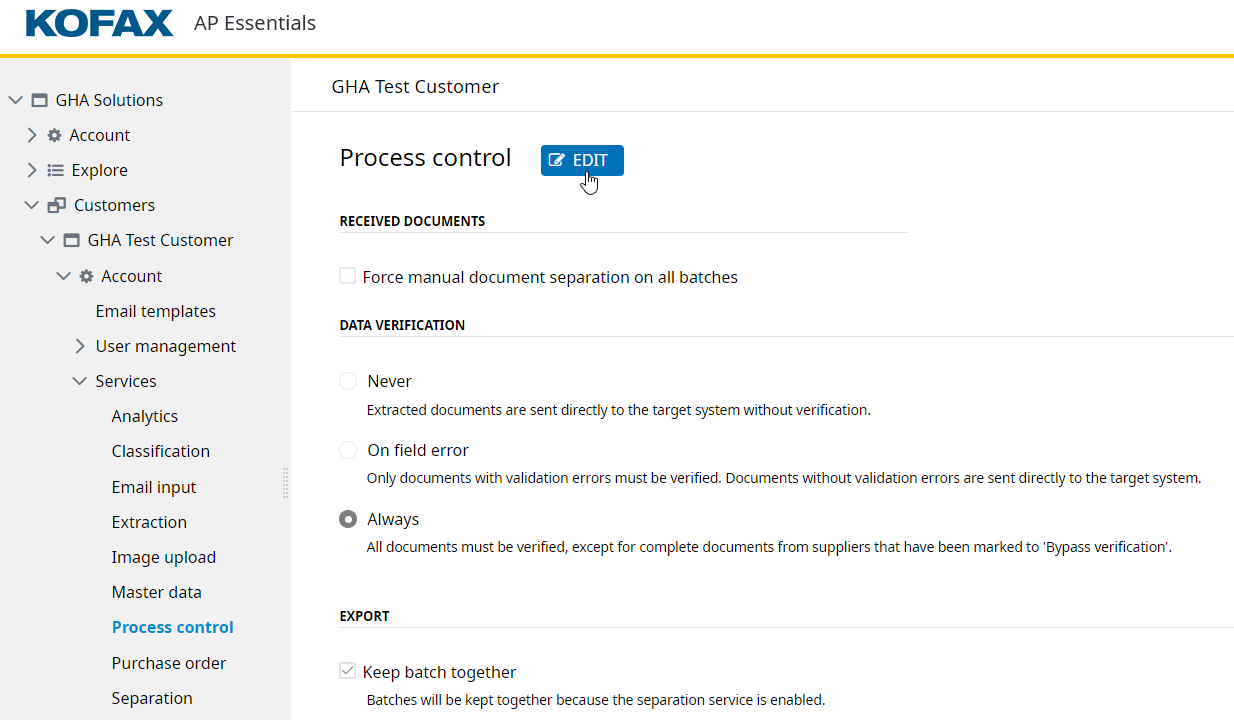 KOFAX AP Essentials
GHA Solutions
Account
Explore
Customers
GHA Test Customer
Account
Email templates
User management
Services
Analytics
Classification
Email input
Extraction
Image upload
Master data
Process control
Purchase order
Separation
GHA Test Customer
Process control
EDIT
RECEIVED DOCUMENTS
Force manual document separation on all batches
DATA VERIFICATION
Never
Extracted documents are sent directly to the target system without verification.
On field error
Only documents with validation errors must be verified. Documents without validation errors are sent directly to the target system.
Always
All documents must be verified, except for complete documents from suppliers that have been marked to 'Bypass verification'.
EXPORT
Keep batch together
Batches will be kept together because the separation service is enabled.